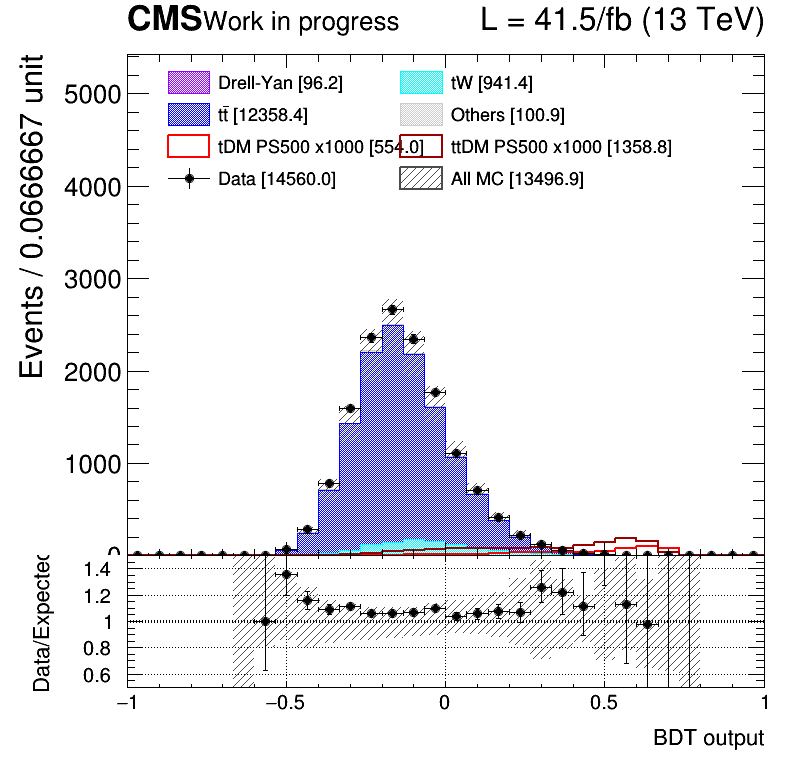 CMS Work in progress L = 41.5/fb (13 TeV)
Events / 0.0666667 unit
5000
4000
3000
2000
1000
0
Drell-Yan [96.2] tW [941.4]
tt̄ [12358.4] Others [100.9]
tDM PS500 x1000 [554.0] ttDM PS500 x1000 [1358.8]
Data [14560.0] All MC [13496.9]
Data/Expected
1.4
1.2
1
0.8
0.6
−1 −0.5 0 0.5 1
BDT output